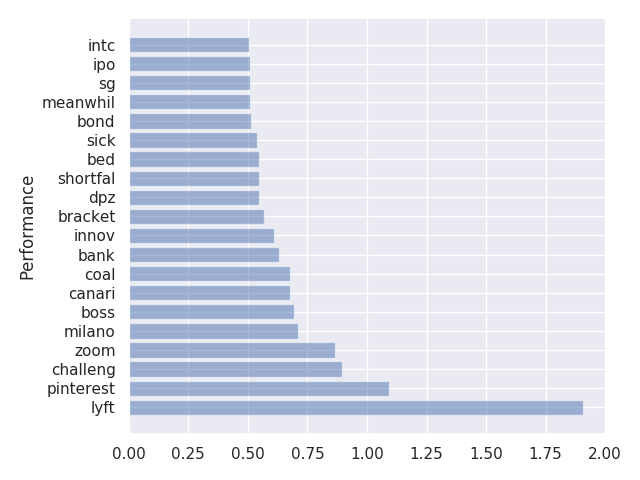 intc
ipo
sg
meanwhil
bond
sick
bed
shortfal
dpz
bracket
innov
bank
coal
canari
boss
milano
zoom
challeng
pinterest
lyft
Performance
0.00 0.25 0.50 0.75 1.00 1.25 1.50 1.75 2.00